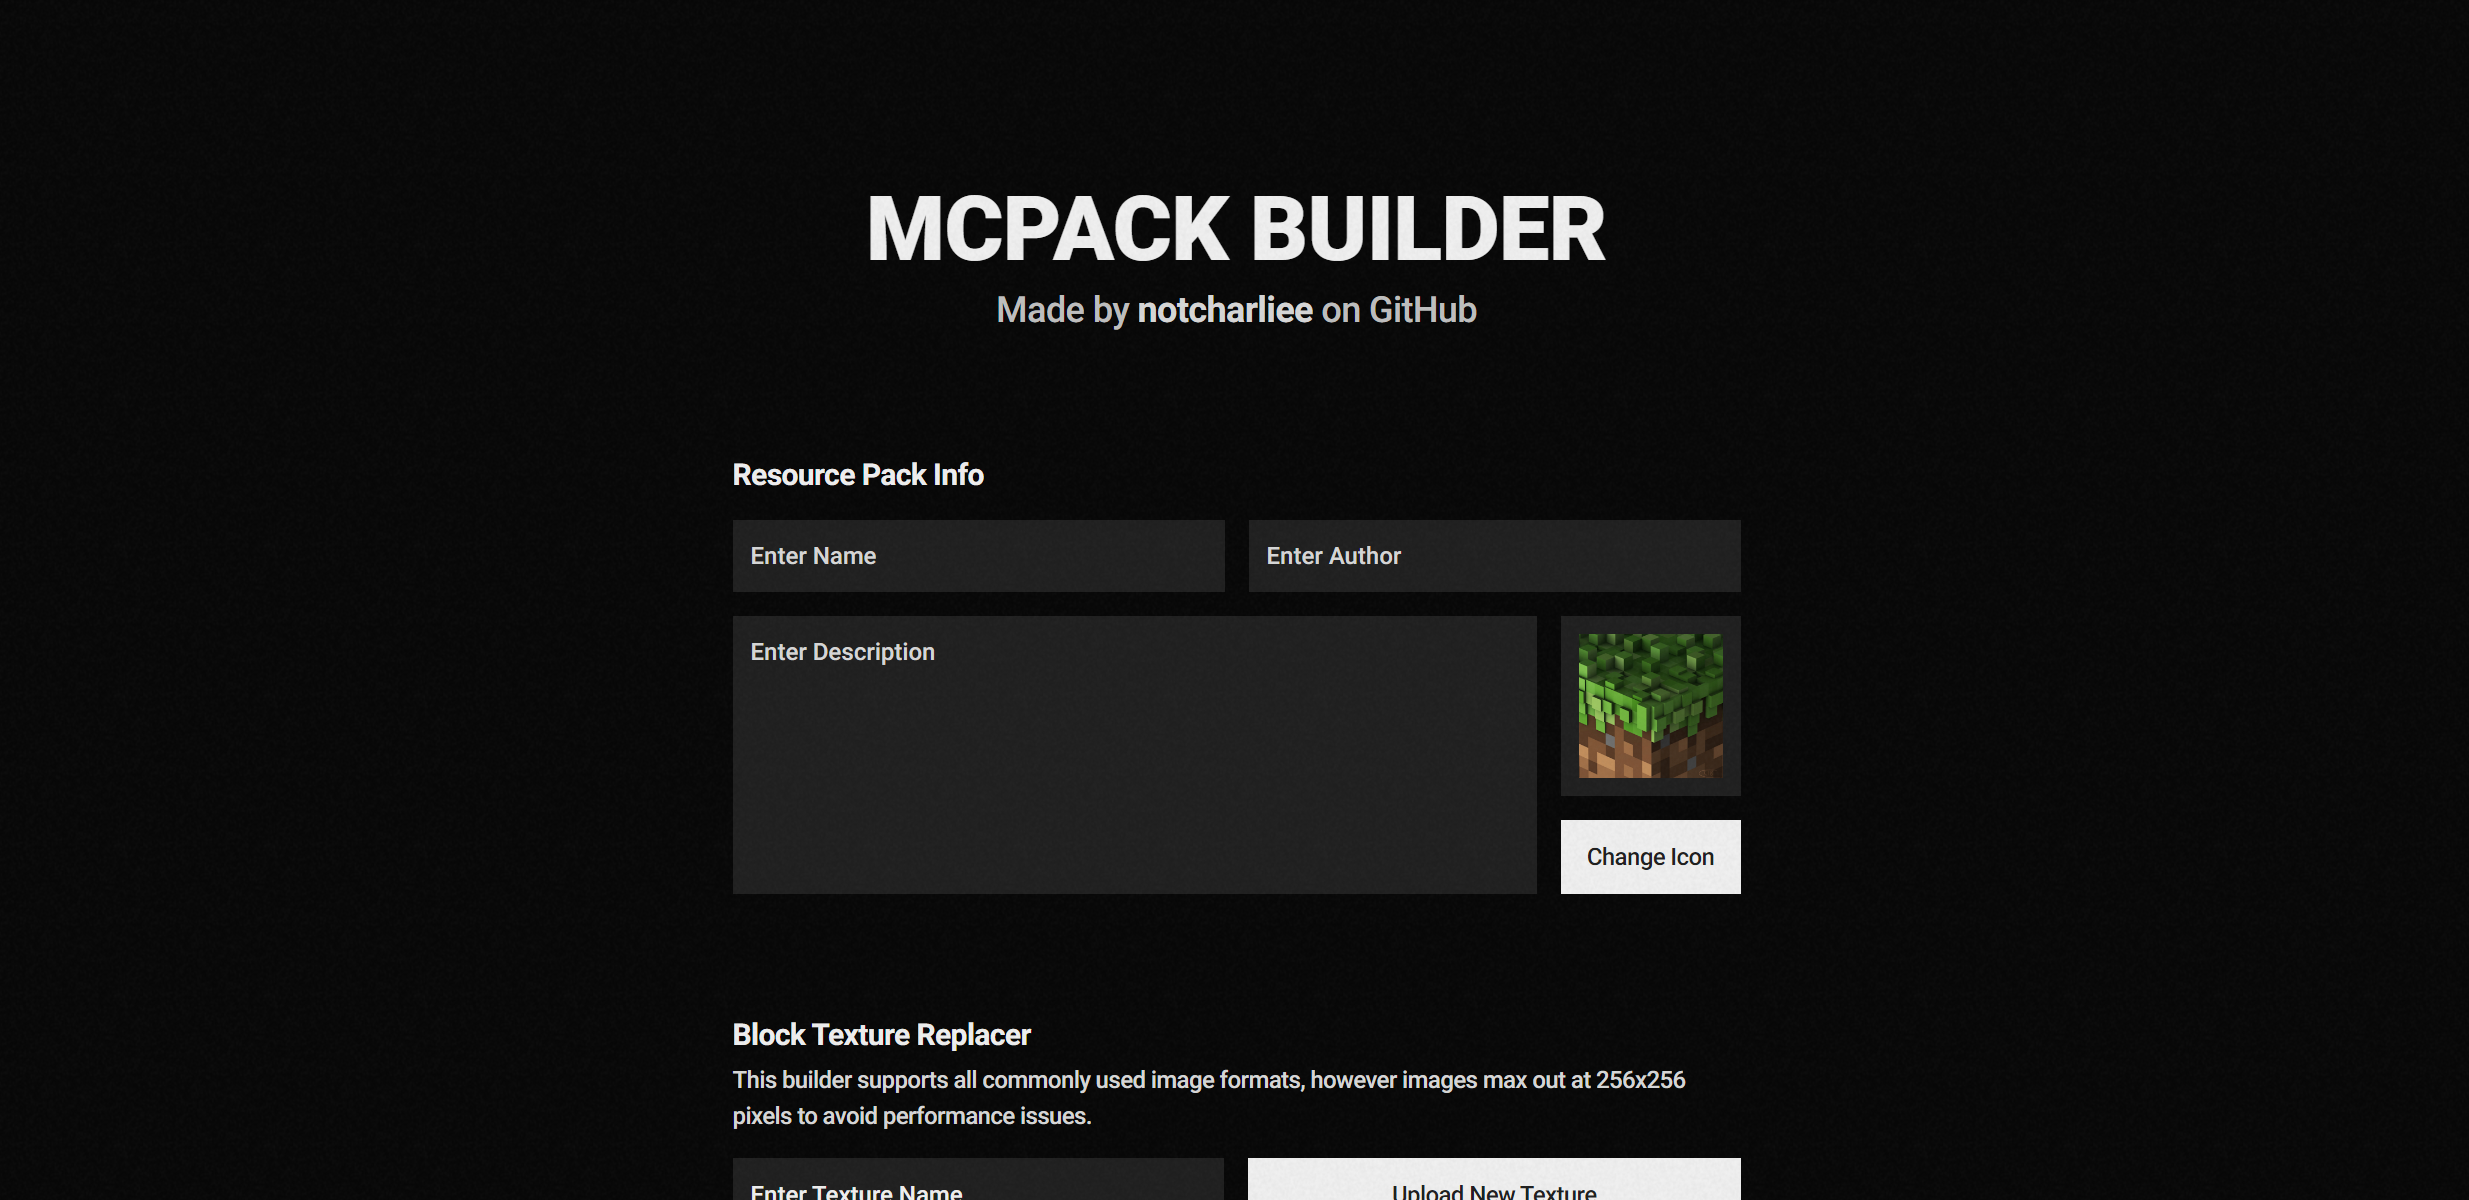 MCPACK BUILDER
Made by notcharliee on GitHub
Resource Pack Info
Enter Name
Enter Author
Enter Description
Change Icon
Block Texture Replacer
This builder supports all commonly used image formats, however images max out at 256x256
pixels to avoid performance issues.
Enter Texture Name
Upload New Texture